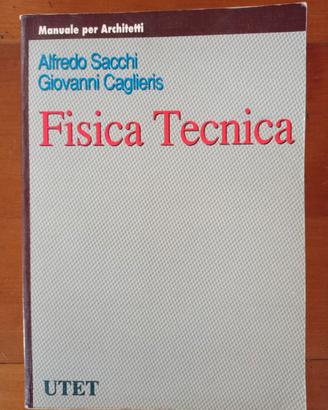 Manuale per Architetti
Alfredo Sacchi
Giovanni Caglieris
Fisica Tecnica
UTET